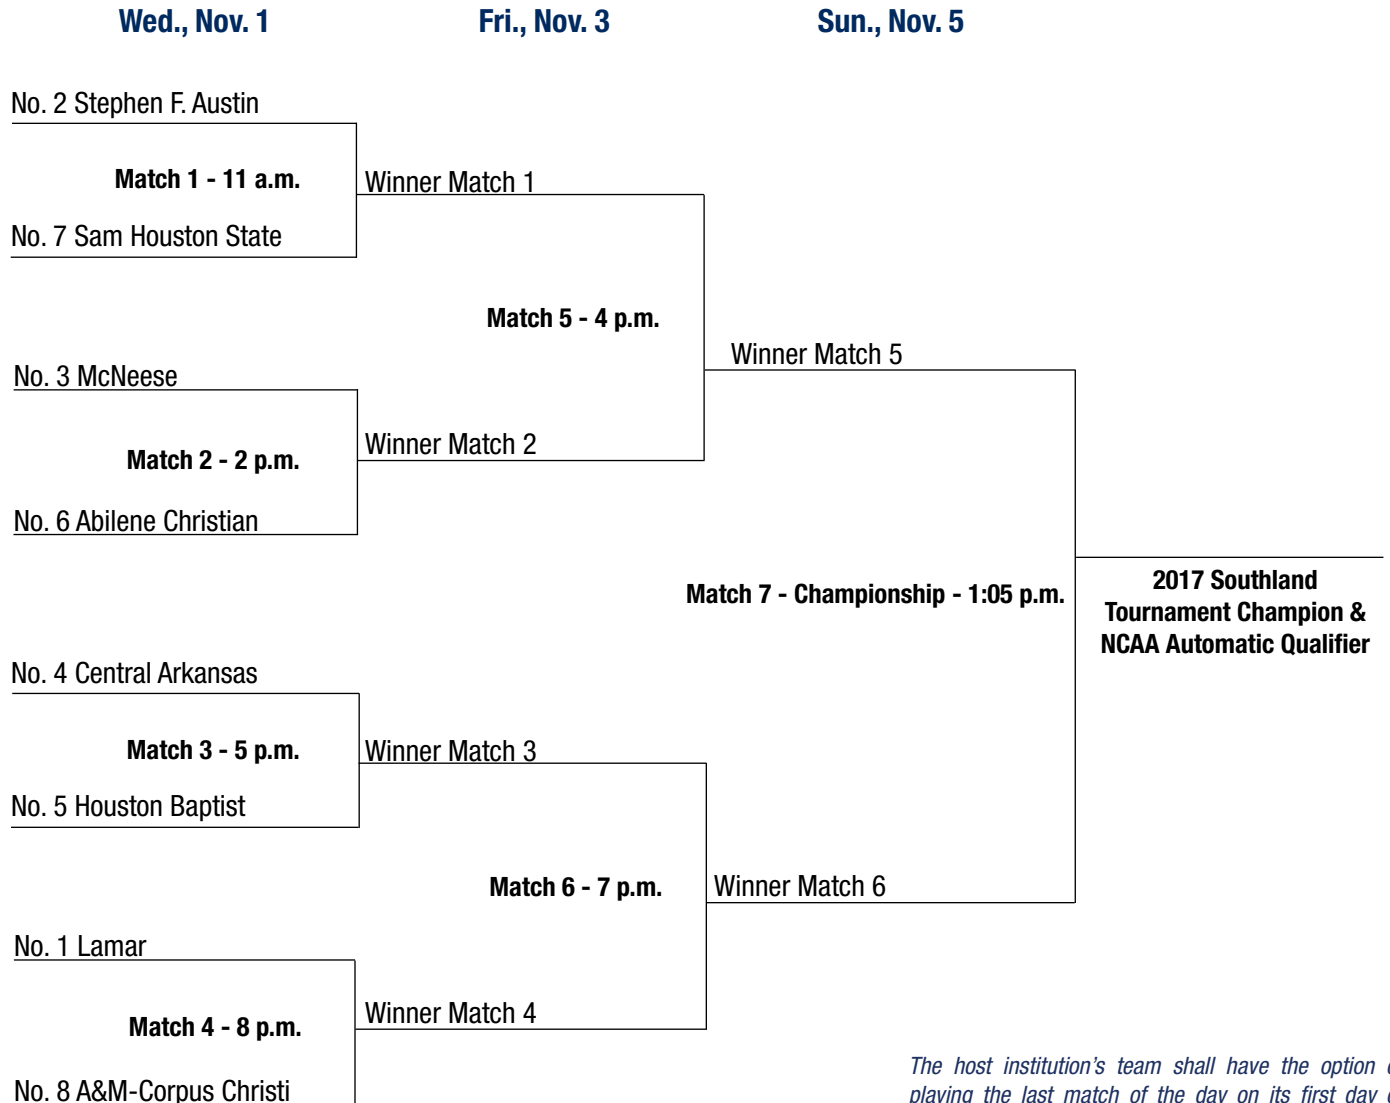 Wed., Nov. 1
Fri., Nov. 3
Sun., Nov. 5
No. 2 Stephen F. Austin
Match 1 - 11 a.m.
Winner Match 1
No. 7 Sam Houston State
Match 5 - 4 p.m.
Winner Match 5
No. 3 McNeese
Winner Match 2
Match 2 - 2 p.m.
No. 6 Abilene Christian
Match 7 - Championship - 1:05 p.m.
2017 Southland
Tournament Champion &
NCAA Automatic Qualifier
No. 4 Central Arkansas
Match 3 - 5 p.m.
Winner Match 3
No. 5 Houston Baptist
Match 6 - 7 p.m.
Winner Match 6
No. 1 Lamar
Winner Match 4
Match 4 - 8 p.m.
No. 8 A&M-Corpus Christi
The host institution's team shall have the option
playing the last match of the day on its first day